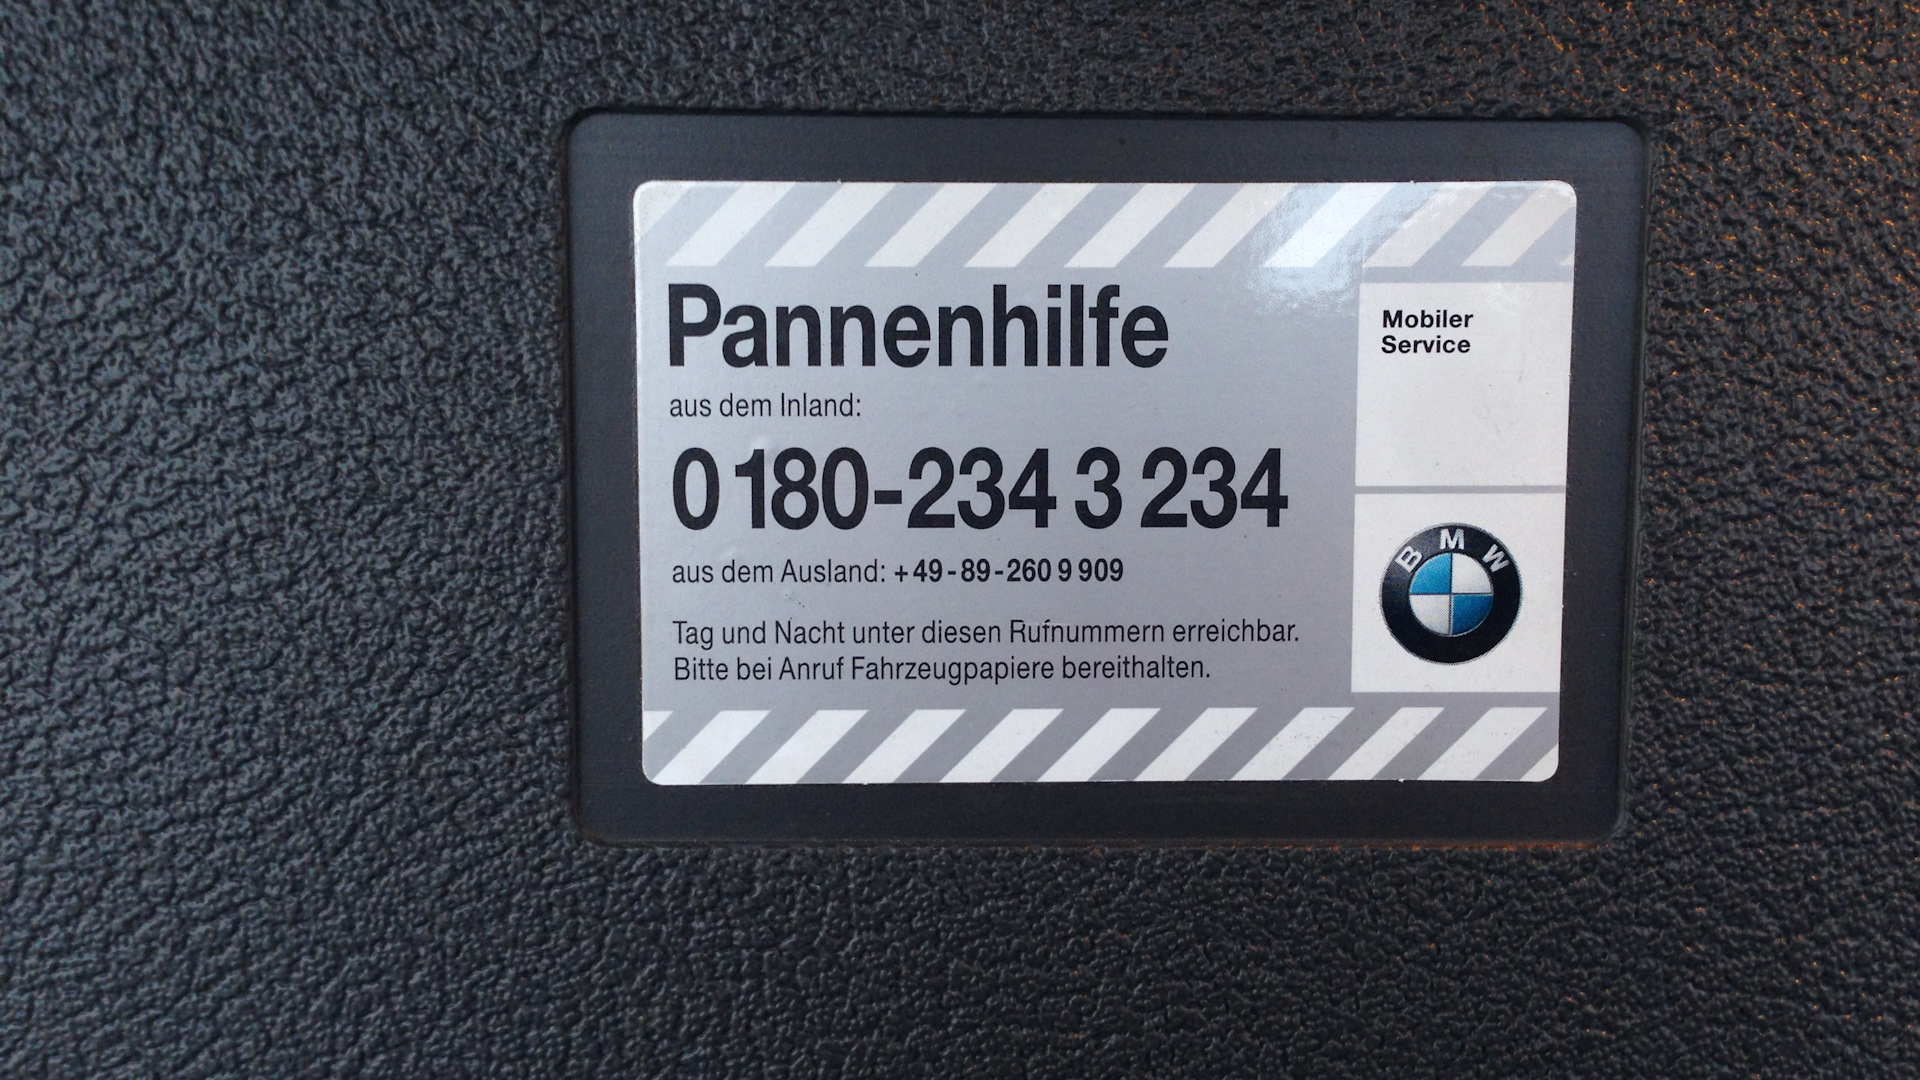 Pannenhilfe
aus dem Inland:
0 180-234 3 234
aus dem Ausland: +49-89-260 9 909
Tag und Nacht unter diesen Rufnummern erreichbar.
Bitte bei Anruf Fahrzeugpapiere bereithalten.
Mobiler
Service
BMW